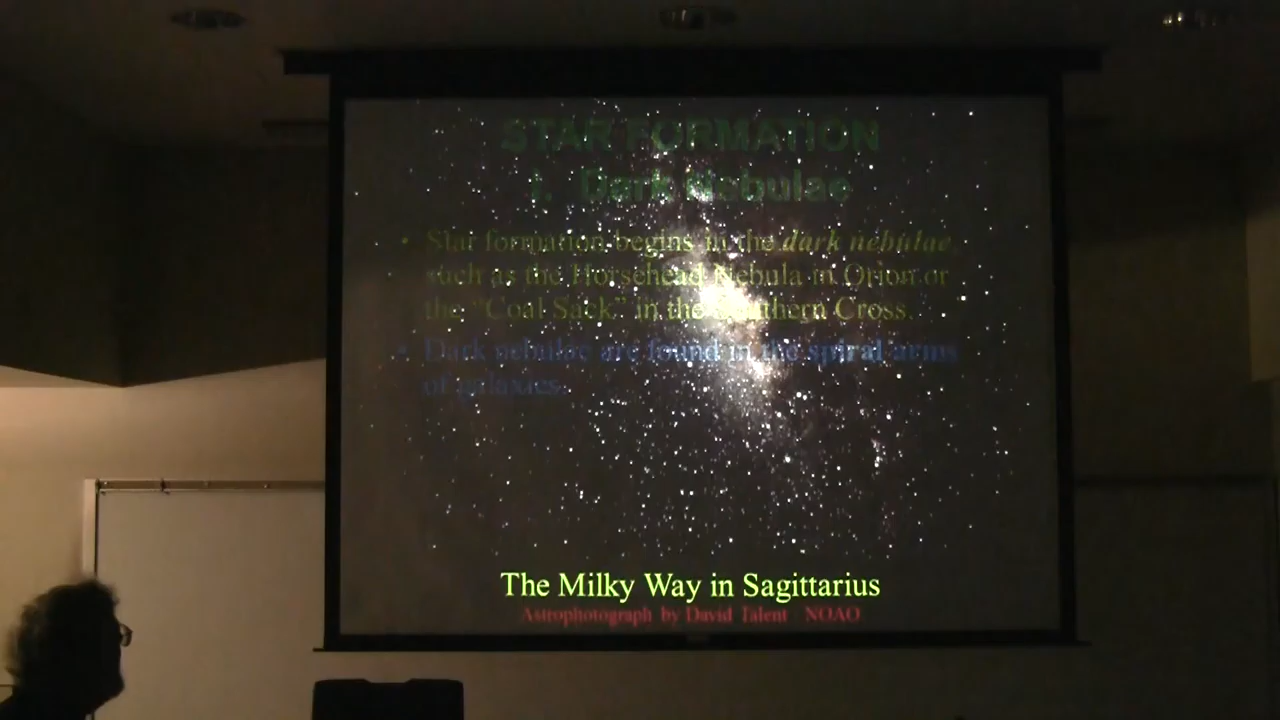 STAR FORMATION
I. Dark Nebulae
• Star formation begins in the dark nebulae
such as the Horsehead Nebula in Orion or
the "Coal Sack" in the Southern Cross.
• Dark nebulae are found in the spiral arms
of galaxies.
The Milky Way in Sagittarius
Astrophotograph by David Talent NOAO